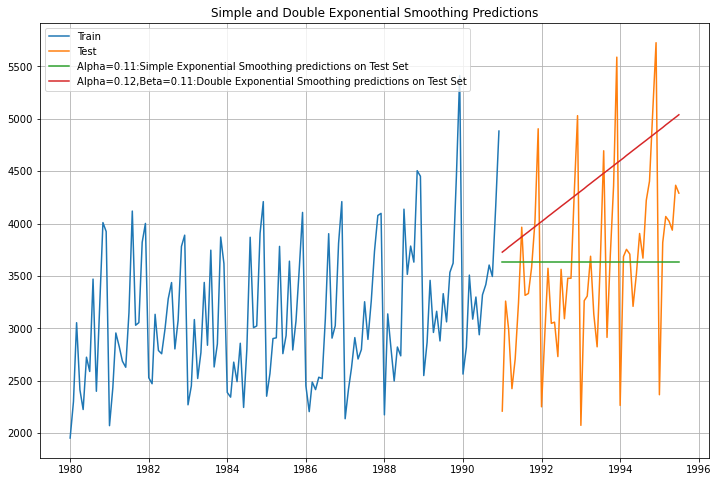 Simple and Double Exponential Smoothing Predictions
Train
Test
Alpha=0.11:Simple Exponential Smoothing predictions on Test Set
Alpha=0.12,Beta=0.11:Double Exponential Smoothing predictions on Test Set
5500
5000
4500
4000
3500
3000
2500
2000
1980 1982 1984 1986 1988 1990 1992 1994 1996